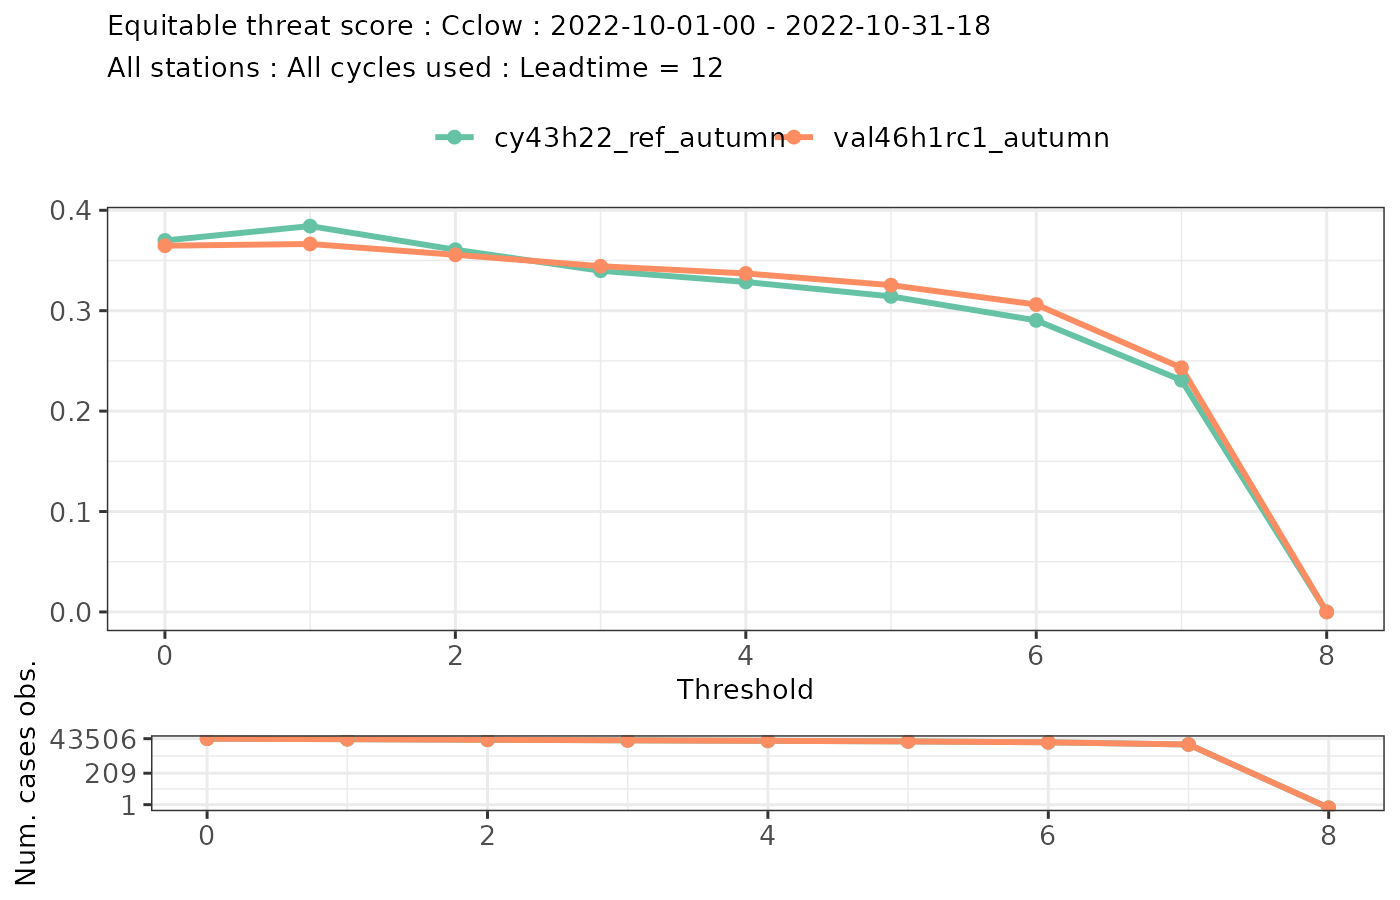 Equitable threat score : Cclow : 2022-10-01-00 - 2022-10-31-18
All stations : All cycles used : Leadtime = 12
cy43h22_ref_autumn val46h1rc1_autumn
0.4
0.3
0.2
0.1
0.0
0 2 4 6 8
Threshold
Num. cases obs.
43506
209
1
0 2 4 6 8